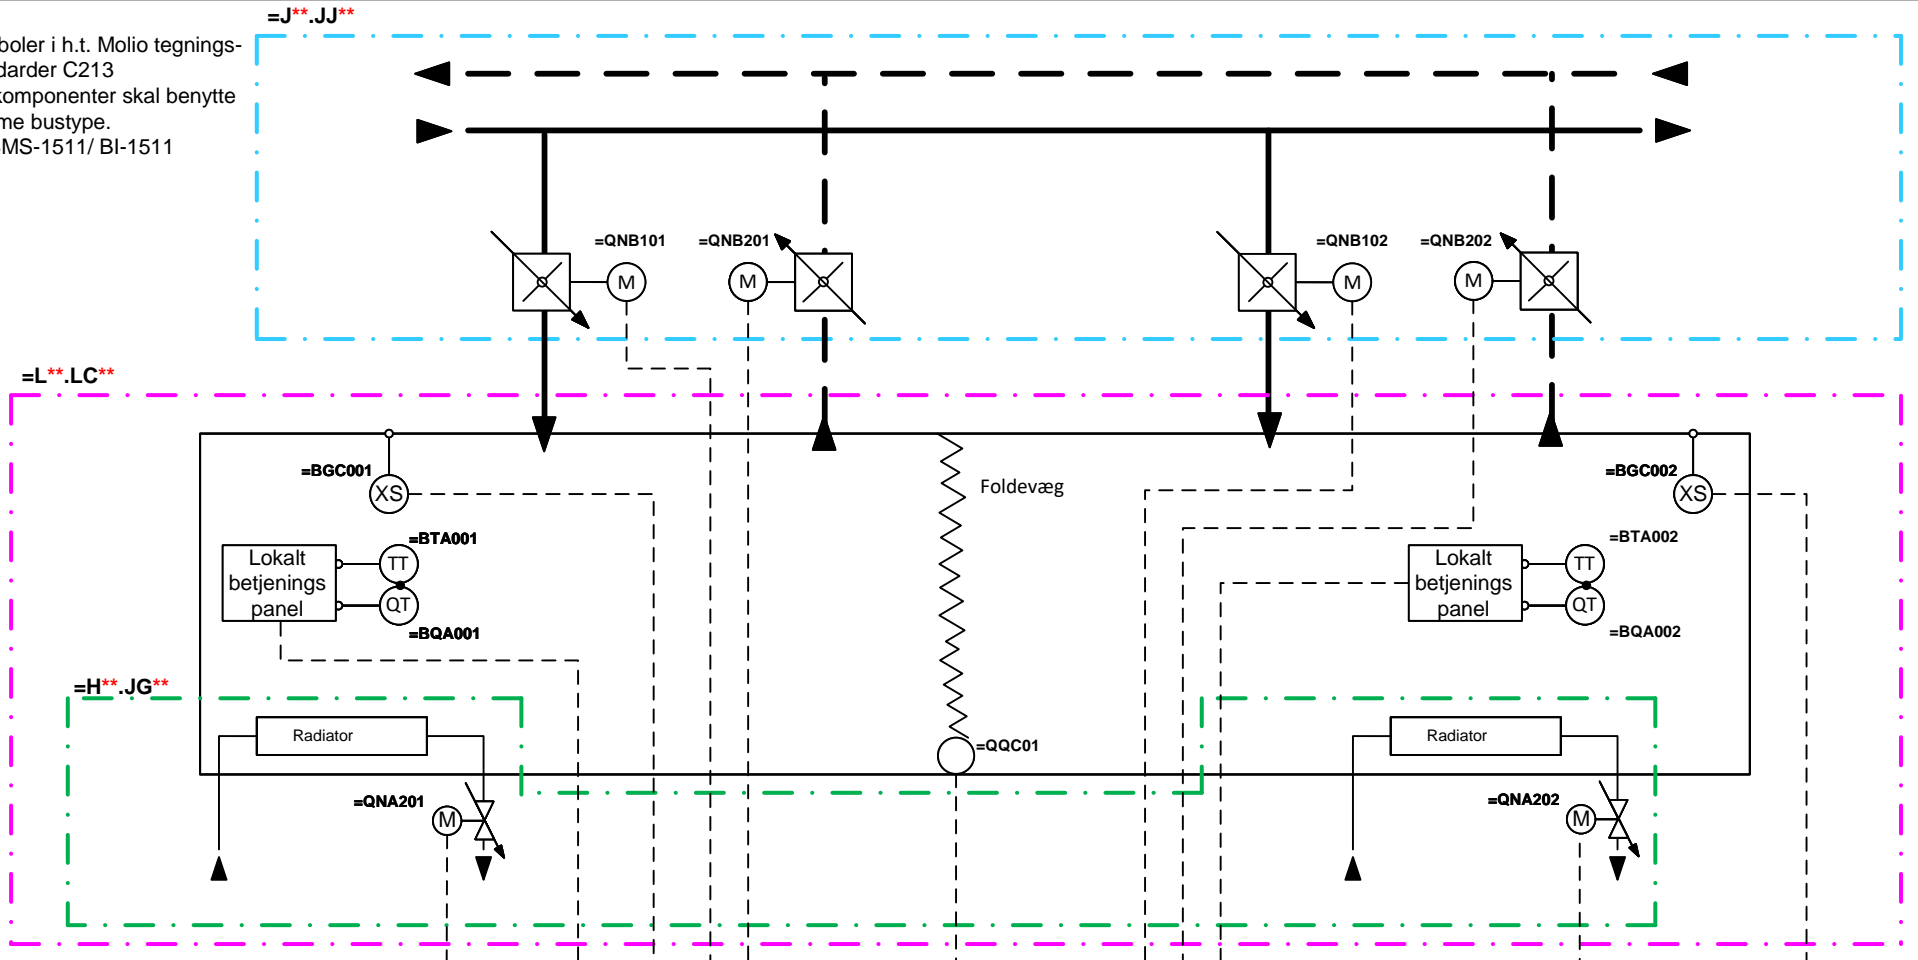 =J**.JJ**
boler i h.t. Molio tegnings-
darder C213
komponenter skal benytte
me bustype.
MS-1511/ BI-1511
=QNB101
=QNB201
=QNB102
=QNB202
M
M
M
M
=L**.LC**
=BGC001
XS
Foldevæg
=BGC002
XS
=BTA001
Lokalt
betjenings
panel
TT
QT
=BQA001
=BTA002
Lokalt
betjenings
panel
TT
QT
=BQA002
=H**.JG**
Radiator
=QQC01
Radiator
=QNA201
M
=QNA202
M